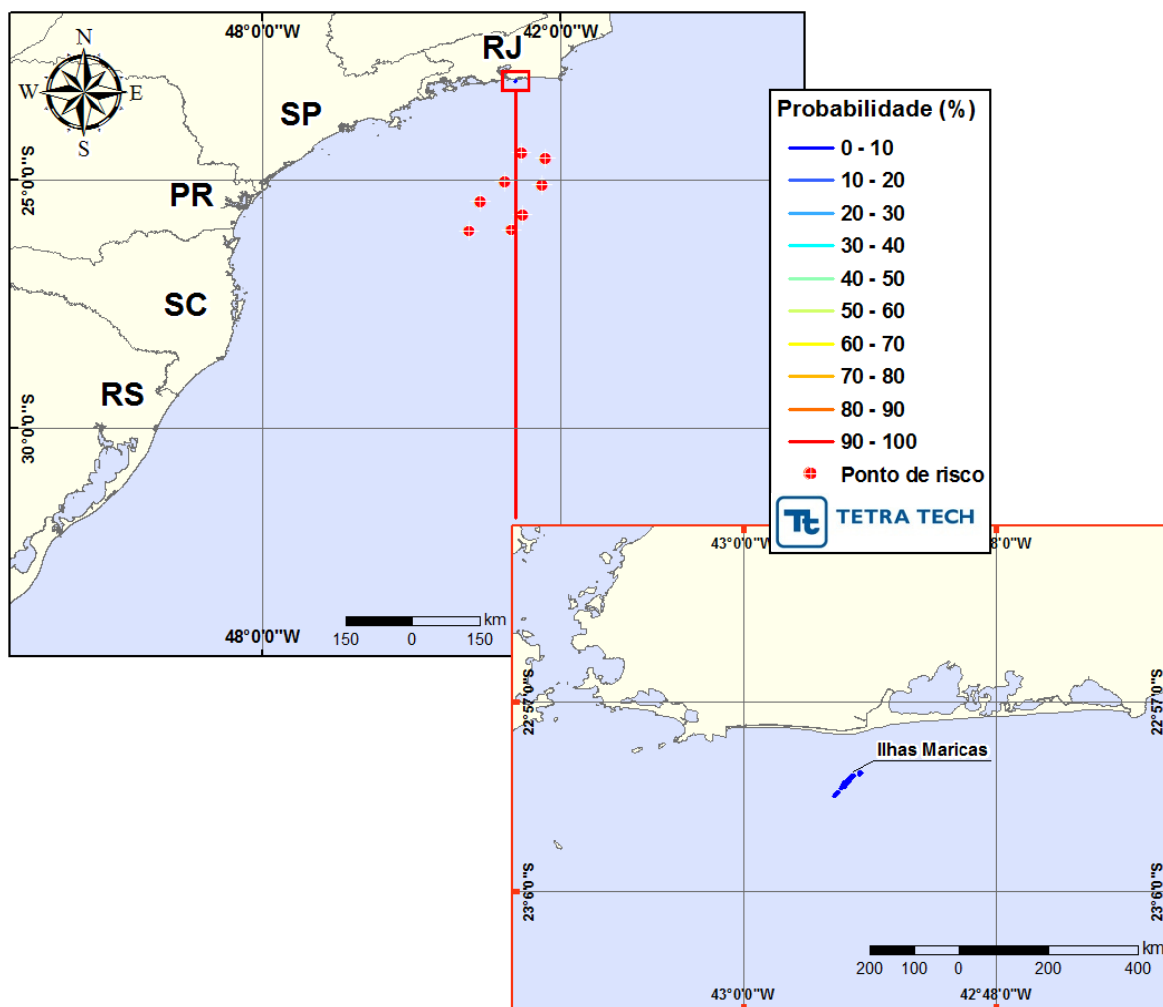 48°0'0"W
42°0'0"W
N
W
E
S
RJ
SP
25°0'0"S
PR
SC
RS
30°0'0"S
48°0'0"W
150
0
150
km
Probabilidade (%)
0 - 10
10 - 20
20 - 30
30 - 40
40 - 50
50 - 60
60 - 70
70 - 80
80 - 90
90 - 100
Ponto de risco
Tt
TETRA TECH
43°0'0"W
8'0"W
22°57'0"S
22°57'0"S
Ilhas Maricas
23°6'0"S
23°6'0"S
200
100
0
200
400
km
43°0'0"W
42°48'0"W